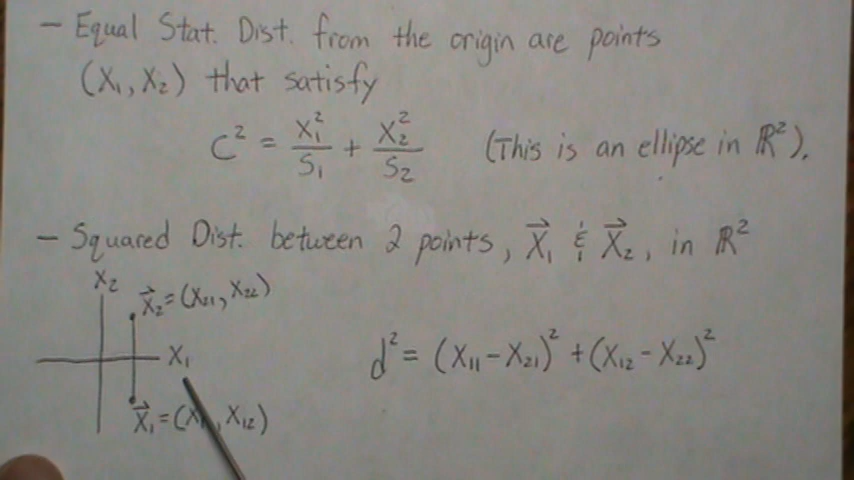 – Equal Stat. Dist. from the origin are points
(X₁, X₂) that satisfy
C² = X₁²/S₁ + X₂²/S₂ (This is an ellipse in ℝ²).
– Squared Dist. between 2 points, X⃗₁ & X⃗₂, in ℝ²
X₂
X⃗₂ = (X₂₁, X₂₂)
X₁
d² = (X₁₁ – X₂₁)² + (X₁₂ – X₂₂)²
X⃗₁ = (X₁₁, X₁₂)